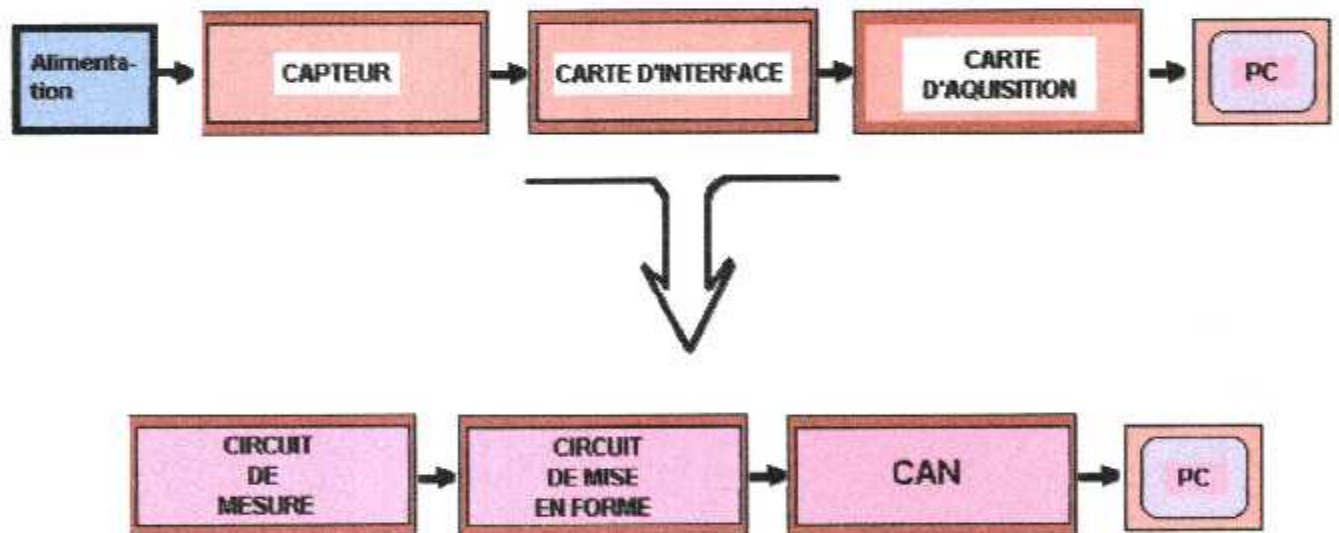 Alimenta-
tion
CAPTEUR
CARTE D'INTERFACE
CARTE
D'AQUISITION
PC
CIRCUIT
DE
MESURE
CIRCUIT
DE MISE
EN FORME
CAN
PC